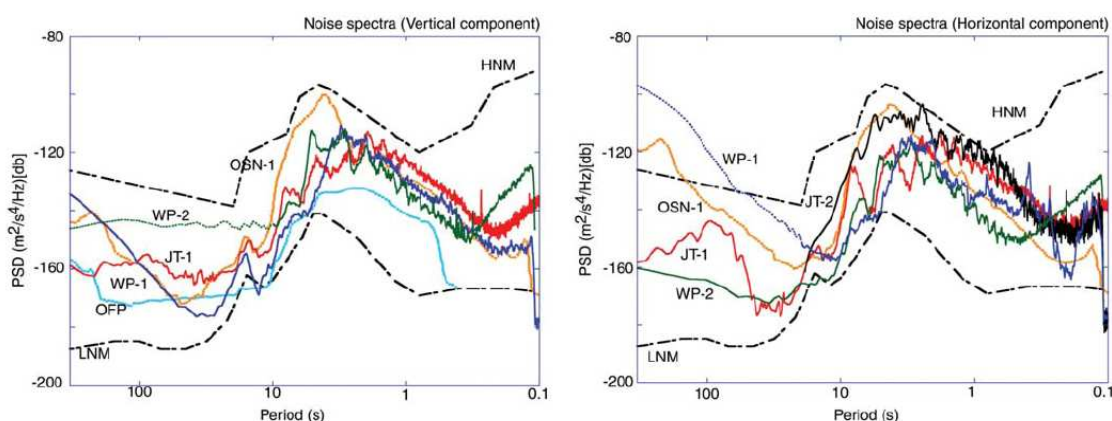 Noise spectra (Vertical component)
-80
-120
-160
-200
PSD (m²/s⁴/Hz)[db]
HNM
OSN-1
WP-2
JT-1
WP-1
OFP
LNM
100
10
1
0.1
Period (s)
Noise spectra (Horizontal component)
-80
-120
-160
-200
PSD (m²/s⁴/Hz)[db]
HNM
WP-1
JT-2
OSN-1
JT-1
WP-2
LNM
100
10
1
0.1
Period (s)